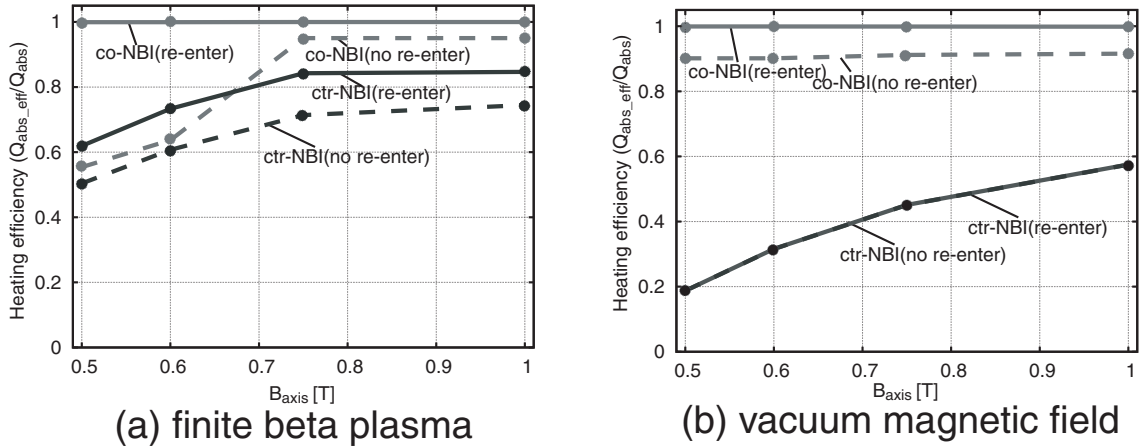 Heating efficiency (Q_abs_eff/Q_abs)
1
0.8
0.6
0.4
0.2
0
co-NBI(re-enter)
co-NBI(no re-enter)
ctr-NBI(re-enter)
ctr-NBI(no re-enter)
0.5 0.6 0.7 0.8 0.9 1
B_axis [T]
(a) finite beta plasma
Heating efficiency (Q_abs_eff/Q_abs)
1
0.8
0.6
0.4
0.2
0
co-NBI(re-enter)
co-NBI(no re-enter)
ctr-NBI(re-enter)
ctr-NBI(no re-enter)
0.5 0.6 0.7 0.8 0.9 1
B_axis [T]
(b) vacuum magnetic field